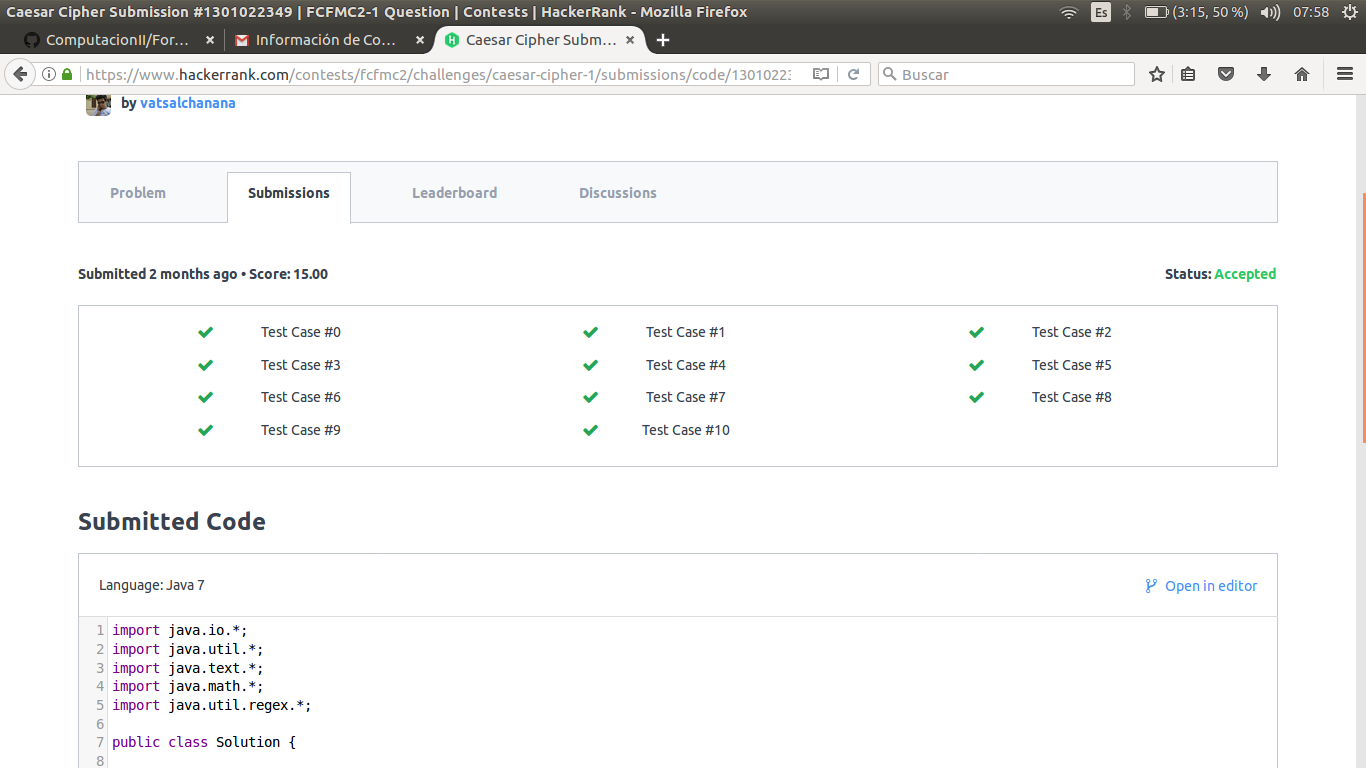 Caesar Cipher Submission #1301022349 | FCFMC2-1 Question | Contests | HackerRank - Mozilla Firefox
Es
(3:15, 50 %)
07:58
ComputacionII/For... ×
Información de Co... ×
Caesar Cipher Subm... ×
https://www.hackerrank.com/contests/fcfmc2/challenges/caesar-cipher-1/submissions/code/1301022
Buscar
by vatsalchanana
Problem
Submissions
Leaderboard
Discussions
Submitted 2 months ago • Score: 15.00
Status: Accepted
Test Case #0
Test Case #1
Test Case #2
Test Case #3
Test Case #4
Test Case #5
Test Case #6
Test Case #7
Test Case #8
Test Case #9
Test Case #10
Submitted Code
Language: Java 7
Open in editor
1 import java.io.*;
2 import java.util.*;
3 import java.text.*;
4 import java.math.*;
5 import java.util.regex.*;
6
7 public class Solution {
8